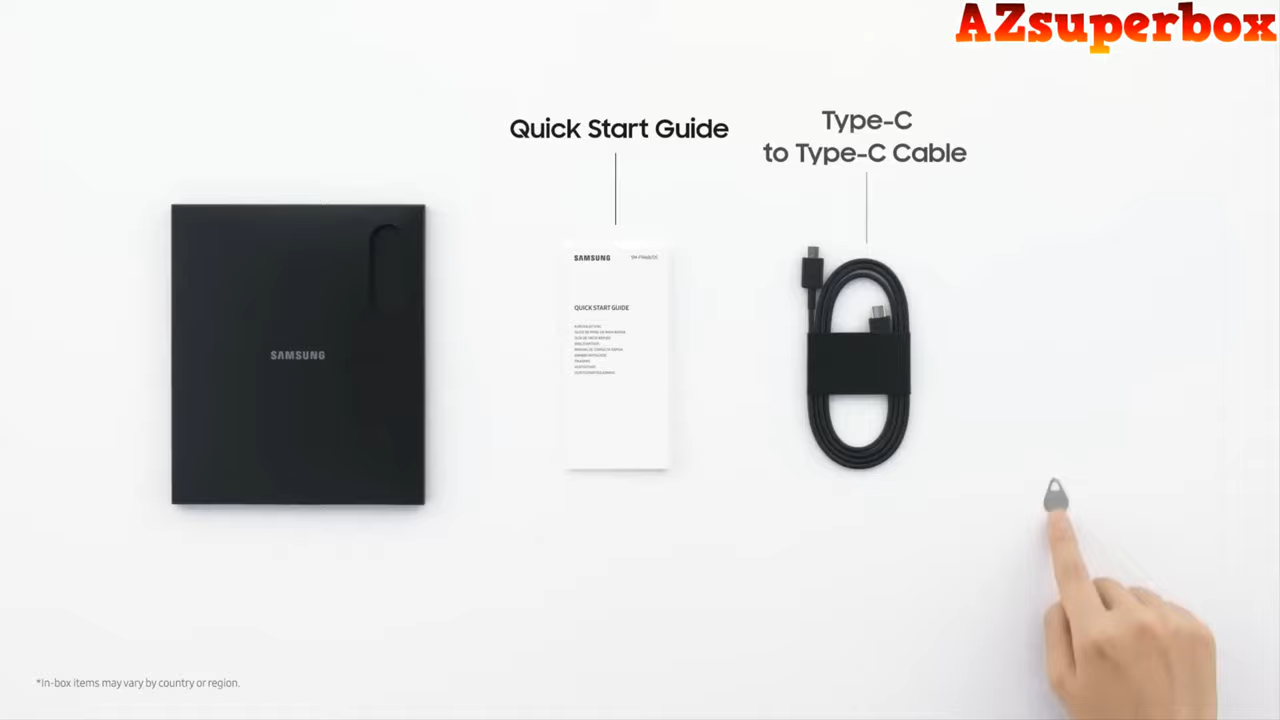 AZsuperbox
Quick Start Guide
Type-C
to Type-C Cable
SAMSUNG
QUICK START GUIDE
SAMSUNG
*In-box items may vary by country or region.